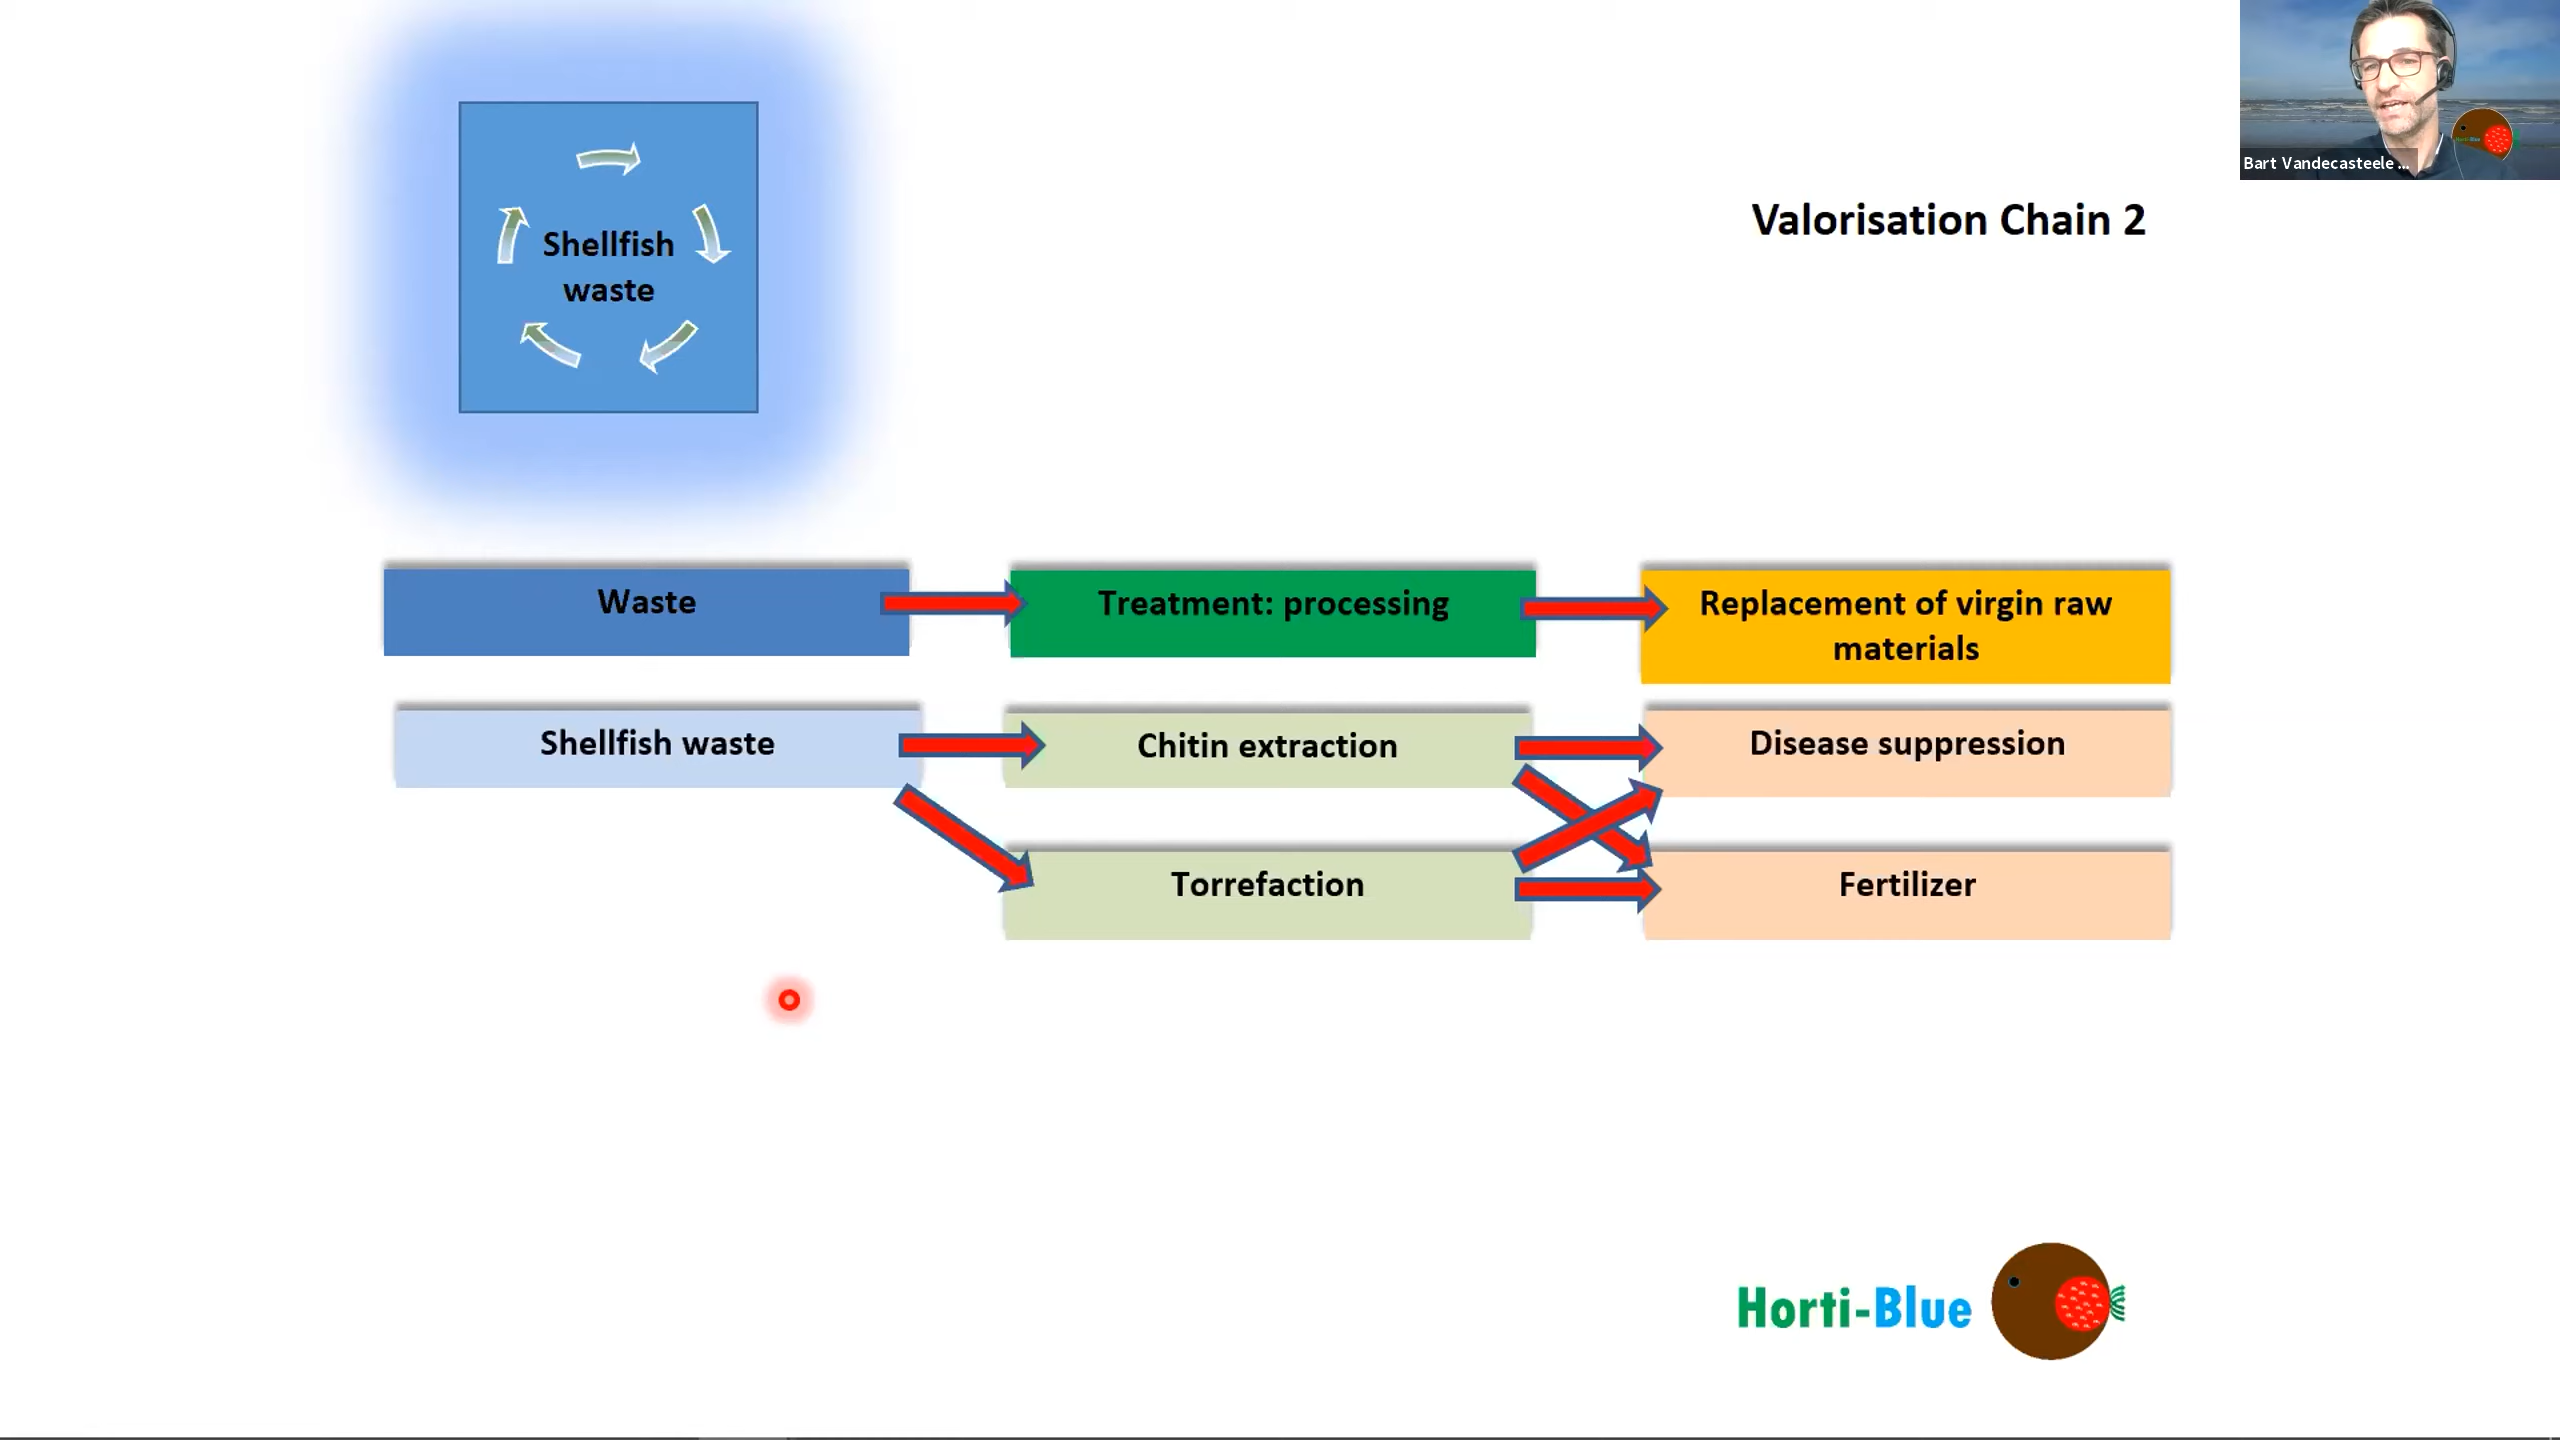 Bart Vandecasteele ...
Valorisation Chain 2
Shellfish
waste
Waste
Treatment: processing
Replacement of virgin raw
materials
Shellfish waste
Chitin extraction
Disease suppression
Torrefaction
Fertilizer
Horti-Blue